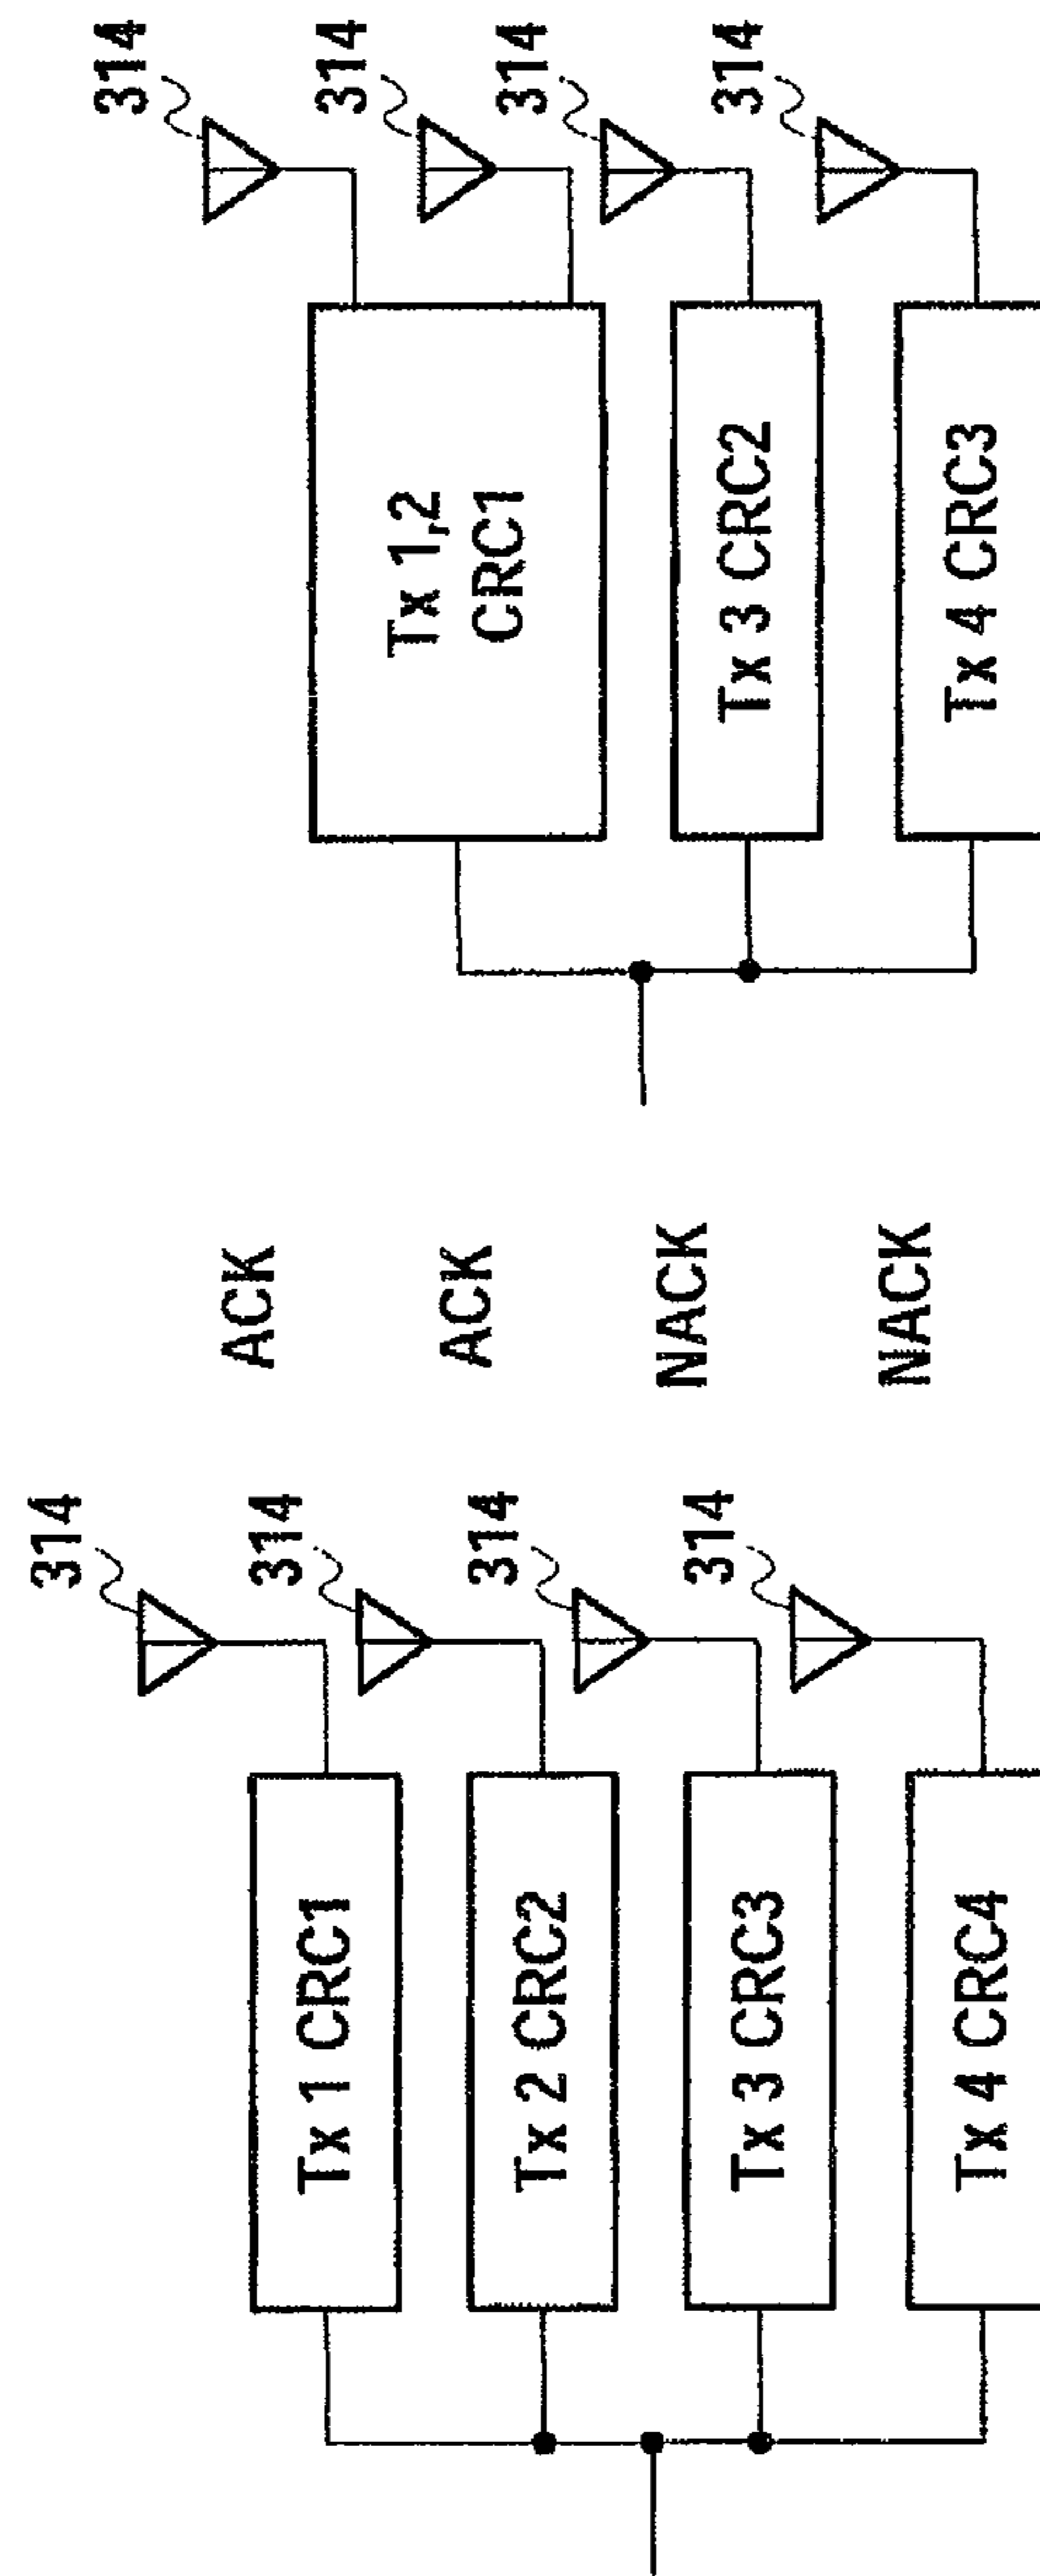 314
314
314
314
Tx 1 CRC1
Tx 2 CRC2
Tx 3 CRC3
Tx 4 CRC4
ACK
ACK
NACK
NACK
314
314
314
314
Tx 1,2
CRC1
Tx 3 CRC2
Tx 4 CRC3